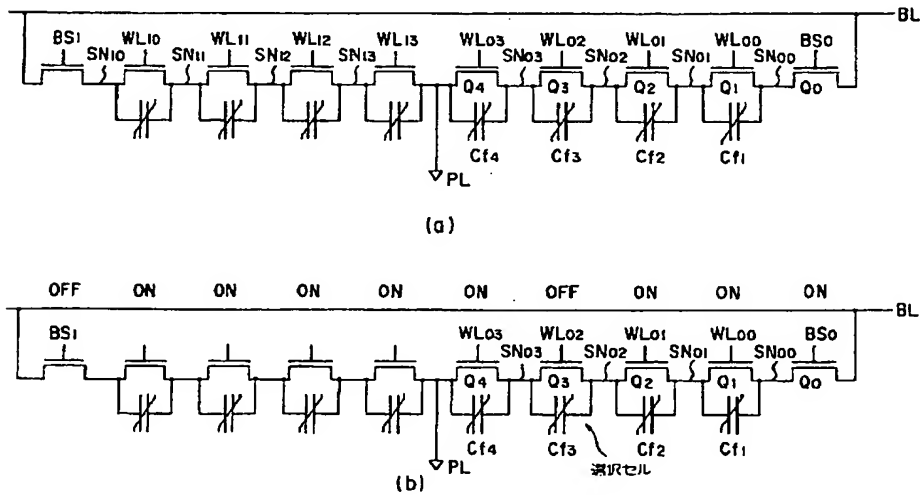 BL
BS1 WL10 WL11 WL12 WL13 WL03 WL02 WL01 WL00 BS0
SN10 SN11 SN12 SN13 SN03 SN02 SN01 SN00
Q4 Q3 Q2 Q1 Q0
Cf4 Cf3 Cf2 Cf1
PL
(a)
OFF ON ON ON ON ON OFF ON ON ON
BL
BS1 WL03 WL02 WL01 WL00 BS0
SN03 SN02 SN01 SN00
Q4 Q3 Q2 Q1 Q0
Cf4 Cf3 Cf2 Cf1
PL
選択セル
(b)